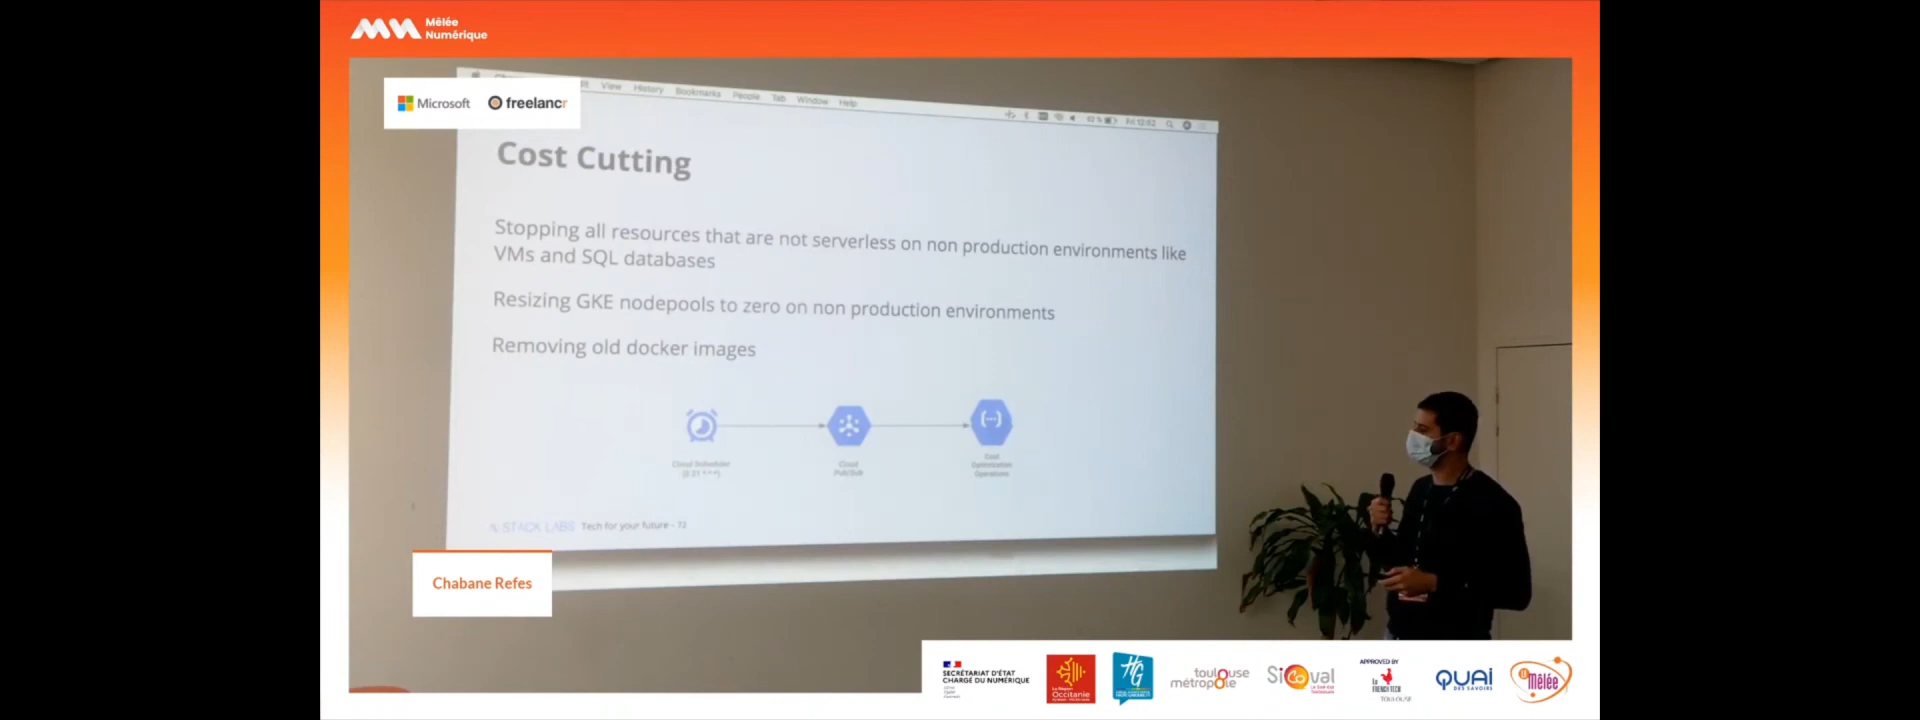 Mêlée
Numérique
Microsoft freelancr
View History Bookmarks People Tab Window Help
Cost Cutting
Stopping all resources that are not serverless on non production environments like
VMs and SQL databases
Resizing GKE nodepools to zero on non production environments
Removing old docker images
Cloud Scheduler
Cloud
Pub/Sub
Cost
Optimization
Operations
STACK LABS Tech for your future - 72
Chabane Refes
SECRÉTARIAT D'ÉTAT
CHARGÉ DU NUMÉRIQUE
La Région
Occitanie
HG
toulouse
métropole
Sicoval
APPROVED BY
La
FRENCH TECH
TOULOUSE
QUAI
DES SAVOIRS
LA
mêlée